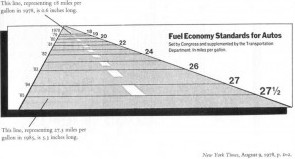 This line, representing 18 miles per
gallon in 1978, is 0.6 inches long.
Fuel Economy Standards for Autos
Set by Congress and supplemented by the Transportation
Department. In miles per gallon.
18
19
20
22
24
26
27
27½
This line, representing 27.5 miles per
gallon in 1985, is 5.3 inches long.
New York Times, August 9, 1978, p. D-2.